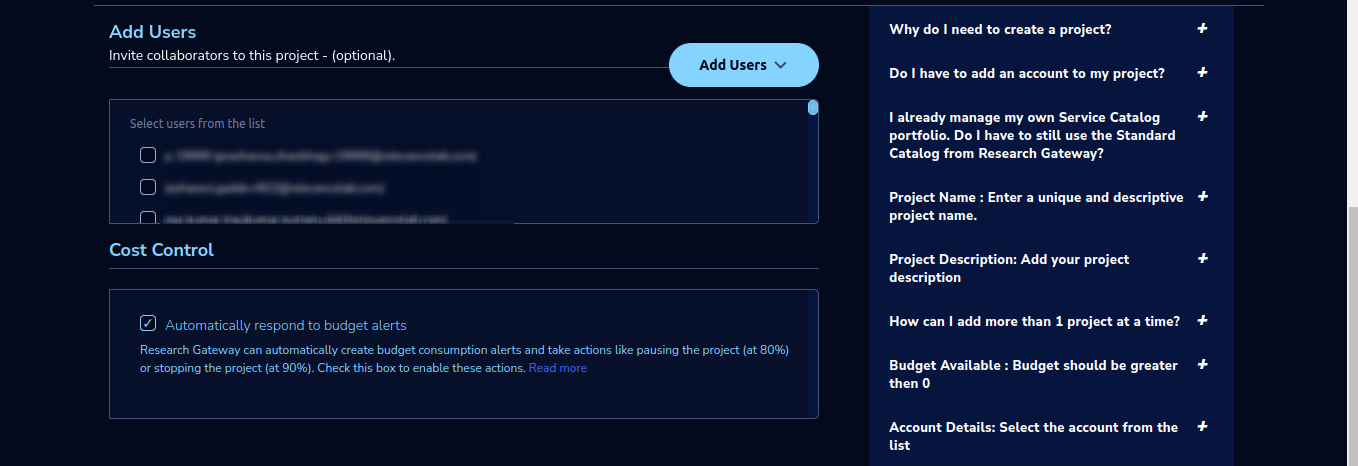 Add Users
Invite collaborators to this project - (optional).
Add Users
Select users from the list
Cost Control
Automatically respond to budget alerts
Research Gateway can automatically create budget consumption alerts and take actions like pausing the project (at 80%)
or stopping the project (at 90%). Check this box to enable these actions. Read more
Why do I need to create a project?
Do I have to add an account to my project?
I already manage my own Service Catalog
portfolio. Do I have to still use the Standard
Catalog from Research Gateway?
Project Name : Enter a unique and descriptive
project name.
Project Description: Add your project
description
How can I add more than 1 project at a time?
Budget Available : Budget should be greater
then 0
Account Details: Select the account from the
list